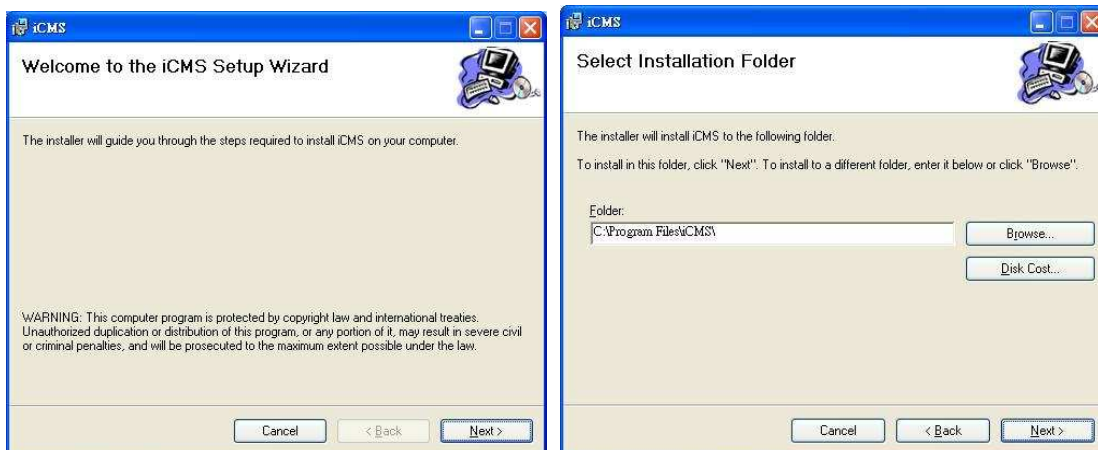 iCMS
Welcome to the iCMS Setup Wizard
The installer will guide you through the steps required to install iCMS on your computer.
WARNING: This computer program is protected by copyright law and international treaties.
Unauthorized duplication or distribution of this program, or any portion of it, may result in severe civil
or criminal penalties, and will be prosecuted to the maximum extent possible under the law.
Cancel
< Back
Next >
iCMS
Select Installation Folder
The installer will install iCMS to the following folder.
To install in this folder, click "Next". To install to a different folder, enter it below or click "Browse".
Folder:
C:\Program Files\iCMS\
Browse...
Disk Cost...
Cancel
< Back
Next >